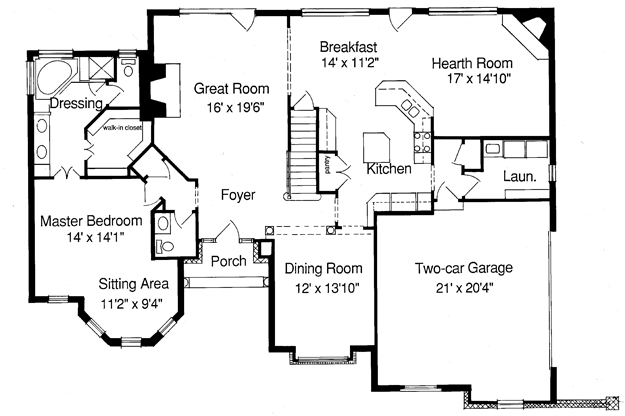 Breakfast
14' x 11'2"
Hearth Room
17' x 14'10"
Great Room
16' x 19'6"
Dressing
walk-in closet
pantry
Kitchen
Laun.
Foyer
Master Bedroom
14' x 14'1"
Porch
Sitting Area
11'2" x 9'4"
Dining Room
12' x 13'10"
Two-car Garage
21' x 20'4"